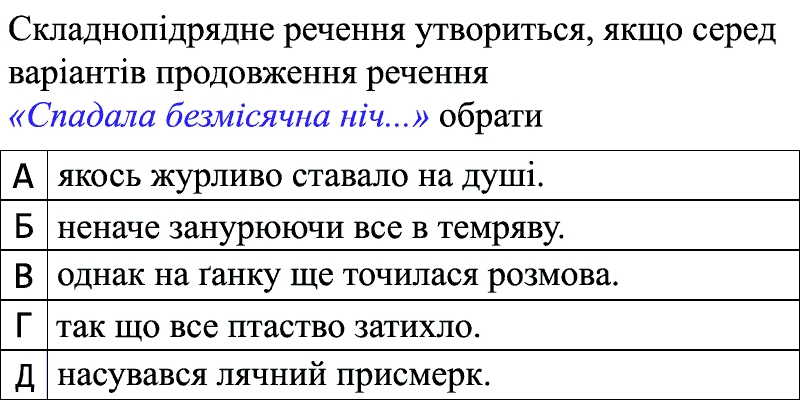 Складнопідрядне речення утвориться, якщо серед
варіантів продовження речення
«Спадала безмісячна ніч...» обрати
А якось журливо ставало на душі.
Б неначе занурюючи все в темряву.
В однак на ґанку ще точилася розмова.
Г так що все птаство затихло.
Д насувався лячний присмерк.